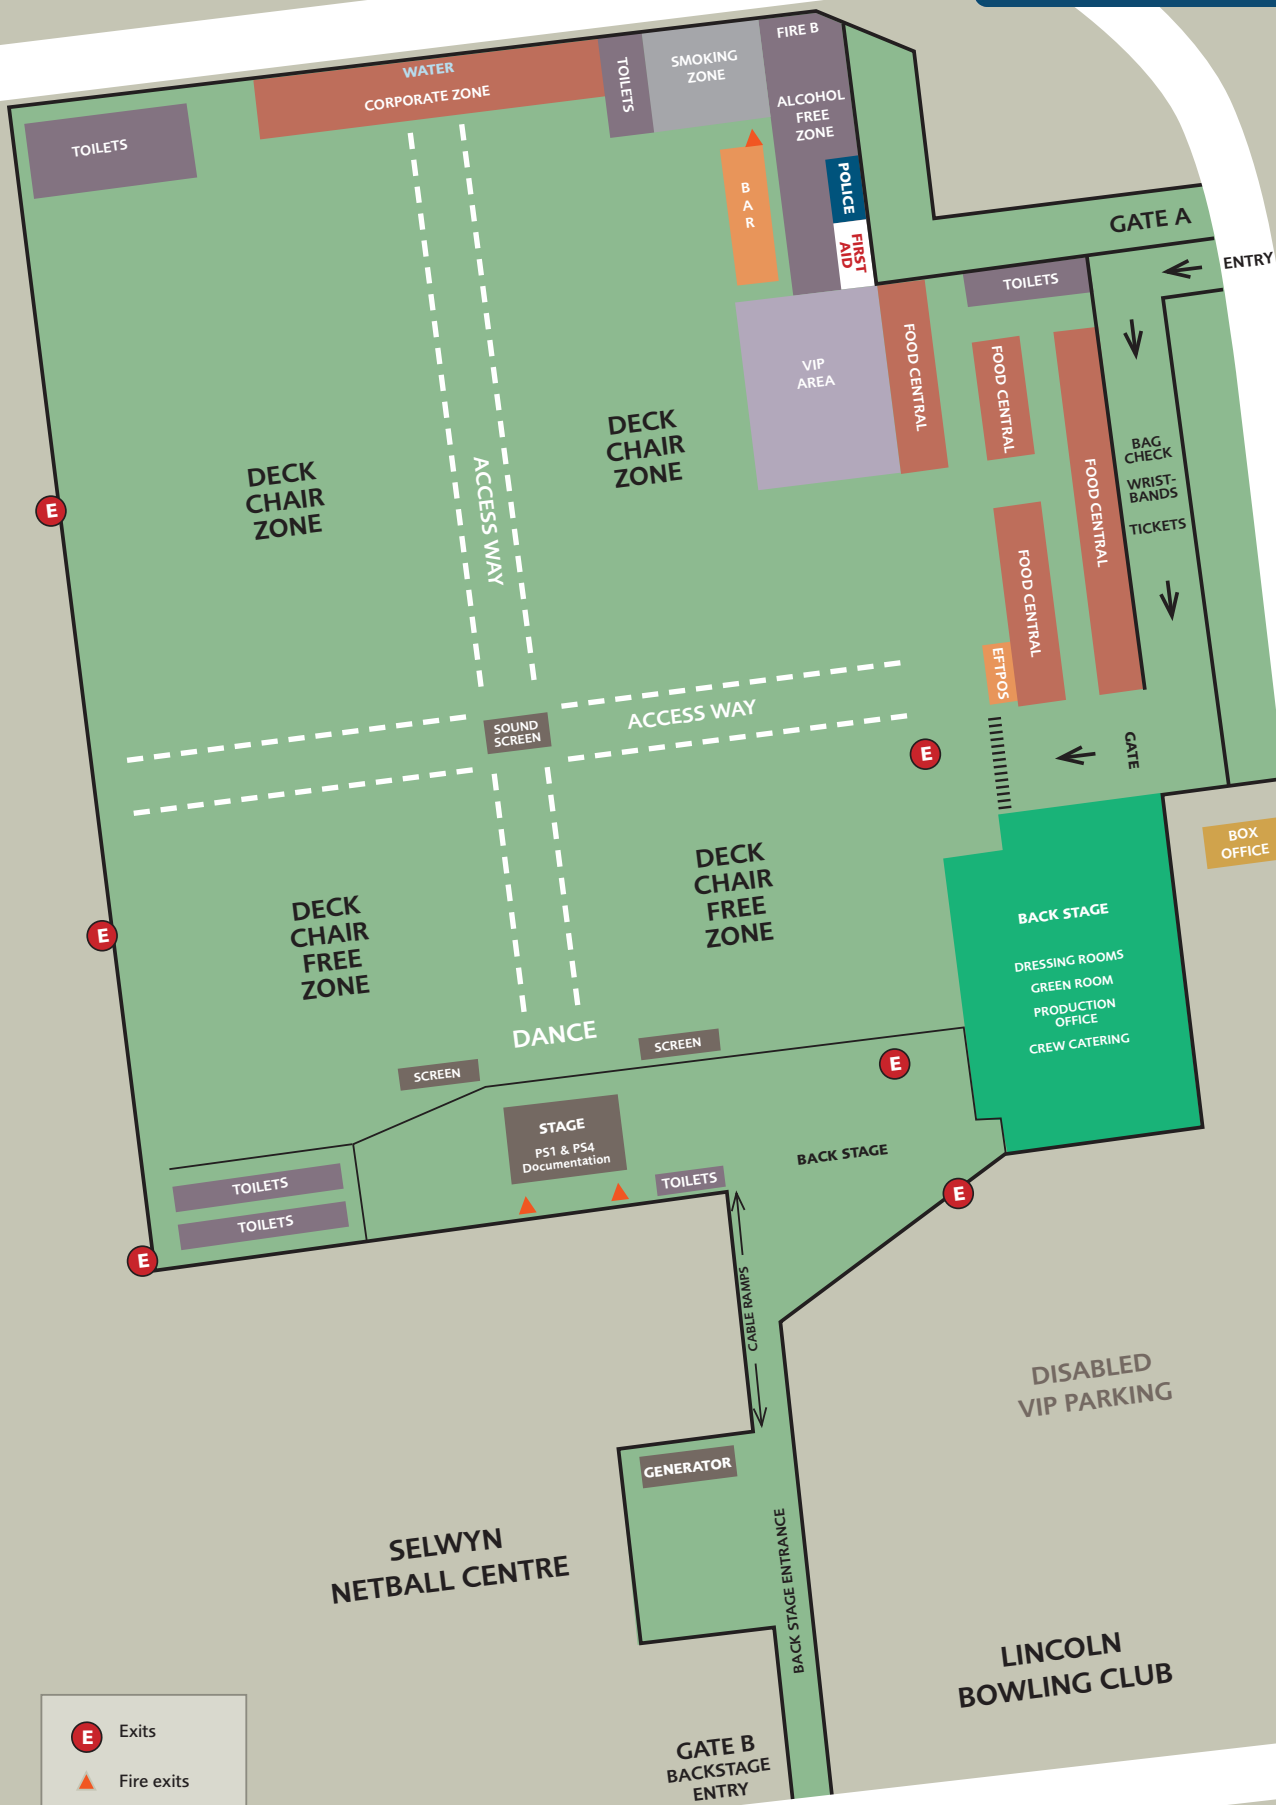 FIRE B
WATER
CORPORATE ZONE
TOILETS
SMOKING
ZONE
ALCOHOL
FREE
ZONE
TOILETS
BAR
POLICE
FIRST
AID
GATE A
ENTRY
TOILETS
FOOD CENTRAL
FOOD CENTRAL
VIP
AREA
DECK
CHAIR
ZONE
DECK
CHAIR
ZONE
ACCESS WAY
FOOD CENTRAL
BAG
CHECK
WRIST-
BANDS
TICKETS
E
FOOD CENTRAL
EFTPOS
SOUND
SCREEN
ACCESS WAY
E
GATE
BOX
OFFICE
DECK
CHAIR
FREE
ZONE
DECK
CHAIR
FREE
ZONE
E
BACK STAGE
DRESSING ROOMS
GREEN ROOM
PRODUCTION
OFFICE
CREW CATERING
DANCE
SCREEN
SCREEN
E
STAGE
PS1 & PS4
Documentation
BACK STAGE
TOILETS
TOILETS
TOILETS
E
E
CABLE RAMPS
DISABLED
VIP PARKING
GENERATOR
SELWYN
NETBALL CENTRE
BACK STAGE ENTRANCE
LINCOLN
BOWLING CLUB
GATE B
BACKSTAGE
ENTRY
E Exits
Fire exits